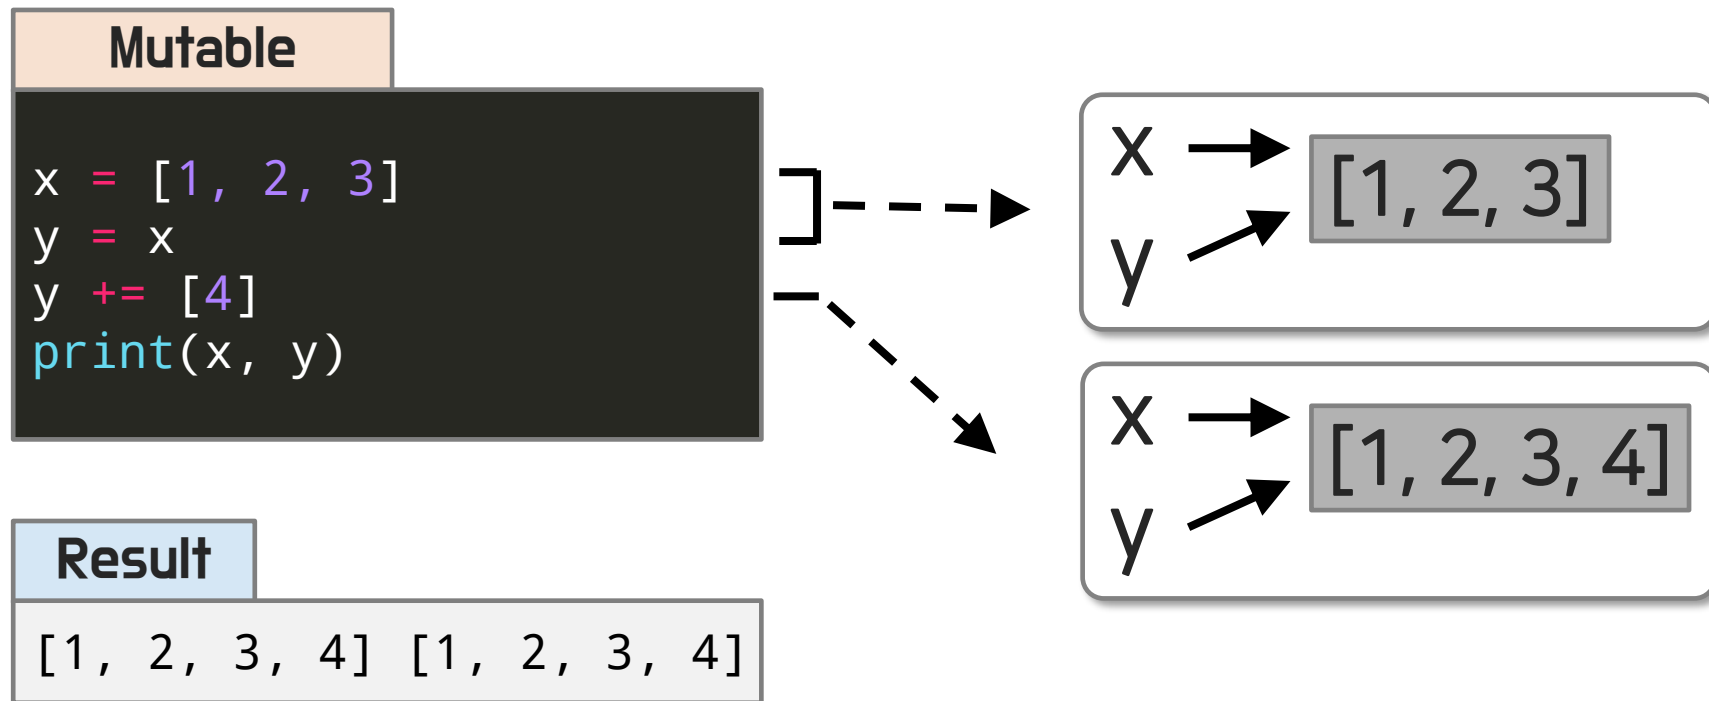 Mutable
x = [1, 2, 3]
y = x
y += [4]
print(x, y)
Result
[1, 2, 3, 4] [1, 2, 3, 4]
x
[1, 2, 3]
y
x
[1, 2, 3, 4]
y